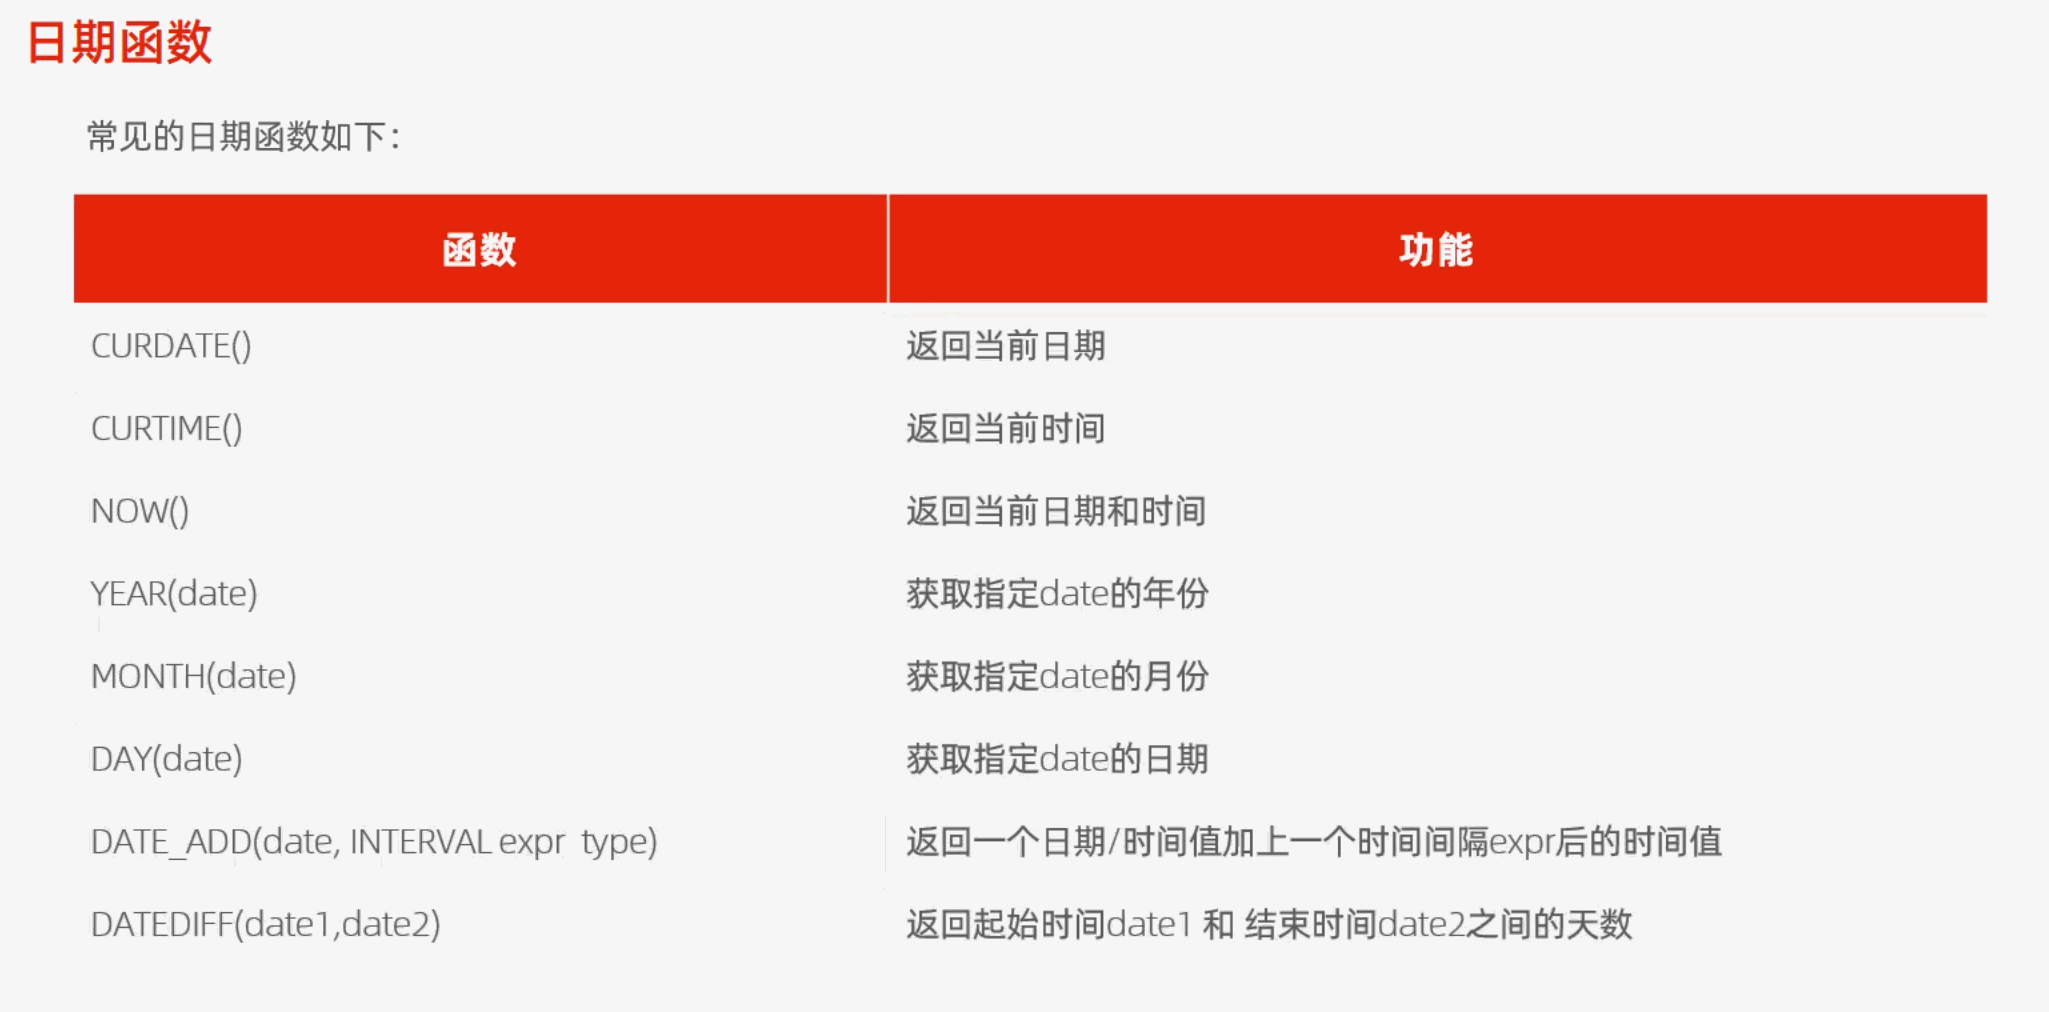 日期函数
常见的日期函数如下：
函数 功能
CURDATE() 返回当前日期
CURTIME() 返回当前时间
NOW() 返回当前日期和时间
YEAR(date) 获取指定date的年份
MONTH(date) 获取指定date的月份
DAY(date) 获取指定date的日期
DATE_ADD(date, INTERVAL expr type) 返回一个日期/时间值加上一个时间间隔expr后的时间值
DATEDIFF(date1,date2) 返回起始时间date1 和 结束时间date2之间的天数